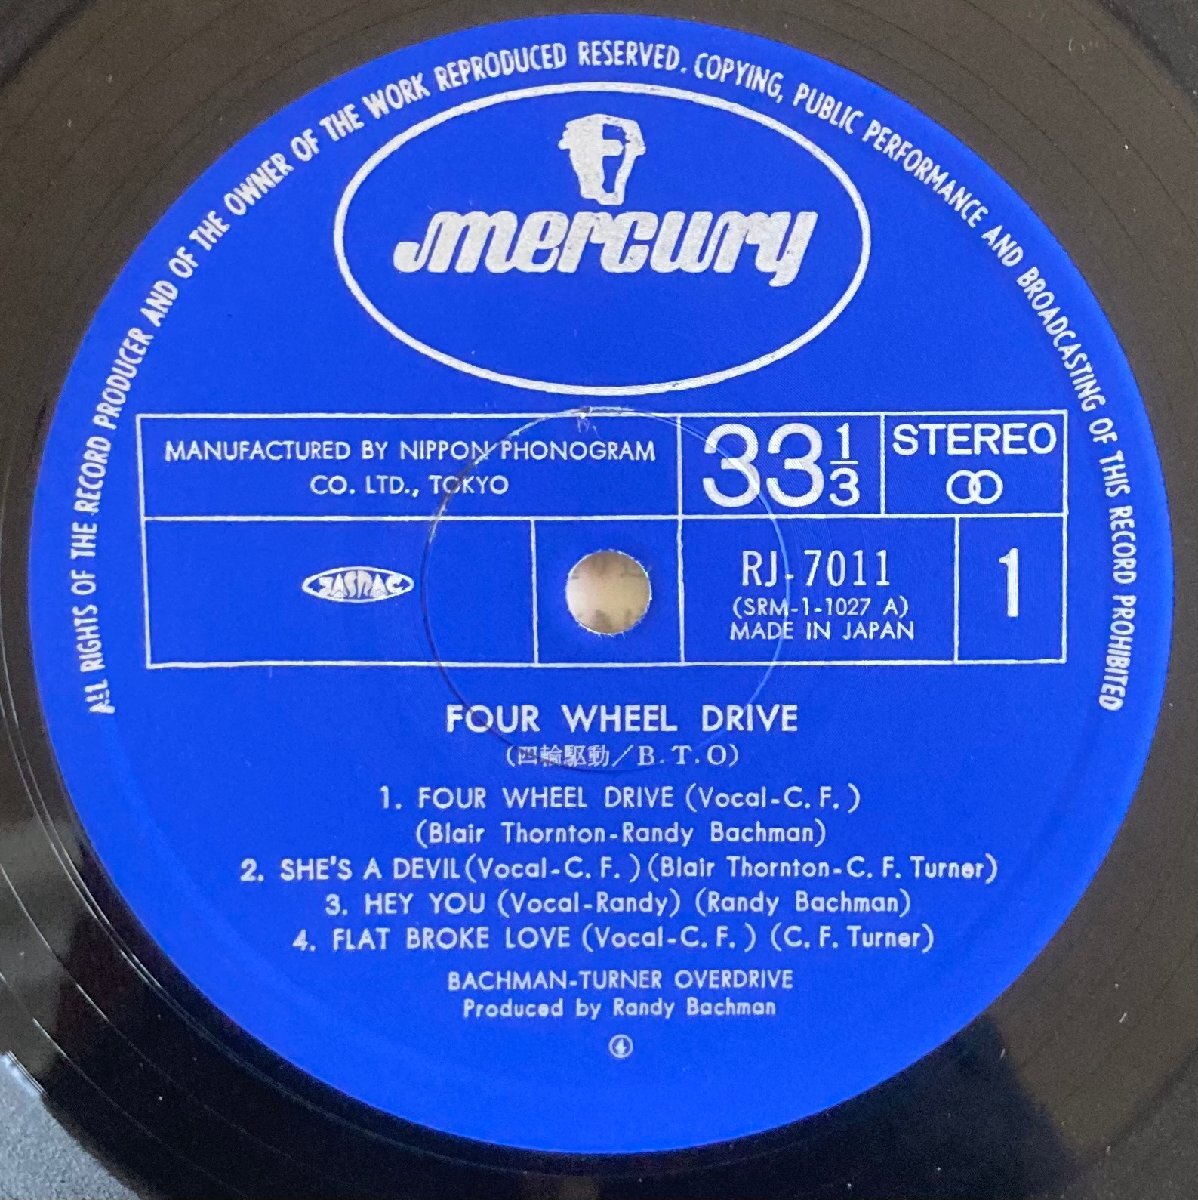 ALL RIGHTS OF THE RECORD PRODUCER AND OF THE OWNER OF THE WORK REPRODUCED RESERVED. COPYING, PUBLIC PERFORMANCE AND BROADCASTING OF THIS RECORD PROHIBITED
mercury
MANUFACTURED BY NIPPON PHONOGRAM
CO. LTD., TOKYO
33 1/3
STEREO
JASRAC
RJ-7011
(SRM-1-1027 A)
MADE IN JAPAN
1
FOUR WHEEL DRIVE
(四輪駆動/B.T.O)
1. FOUR WHEEL DRIVE (Vocal-C. F. )
(Blair Thornton-Randy Bachman)
2. SHE'S A DEVIL(Vocal-C. F. ) (Blair Thornton-C. F. Turner)
3. HEY YOU (Vocal-Randy) (Randy Bachman)
4. FLAT BROKE LOVE (Vocal-C. F. ) (C. F. Turner)
BACHMAN-TURNER OVERDRIVE
Produced by Randy Bachman
④